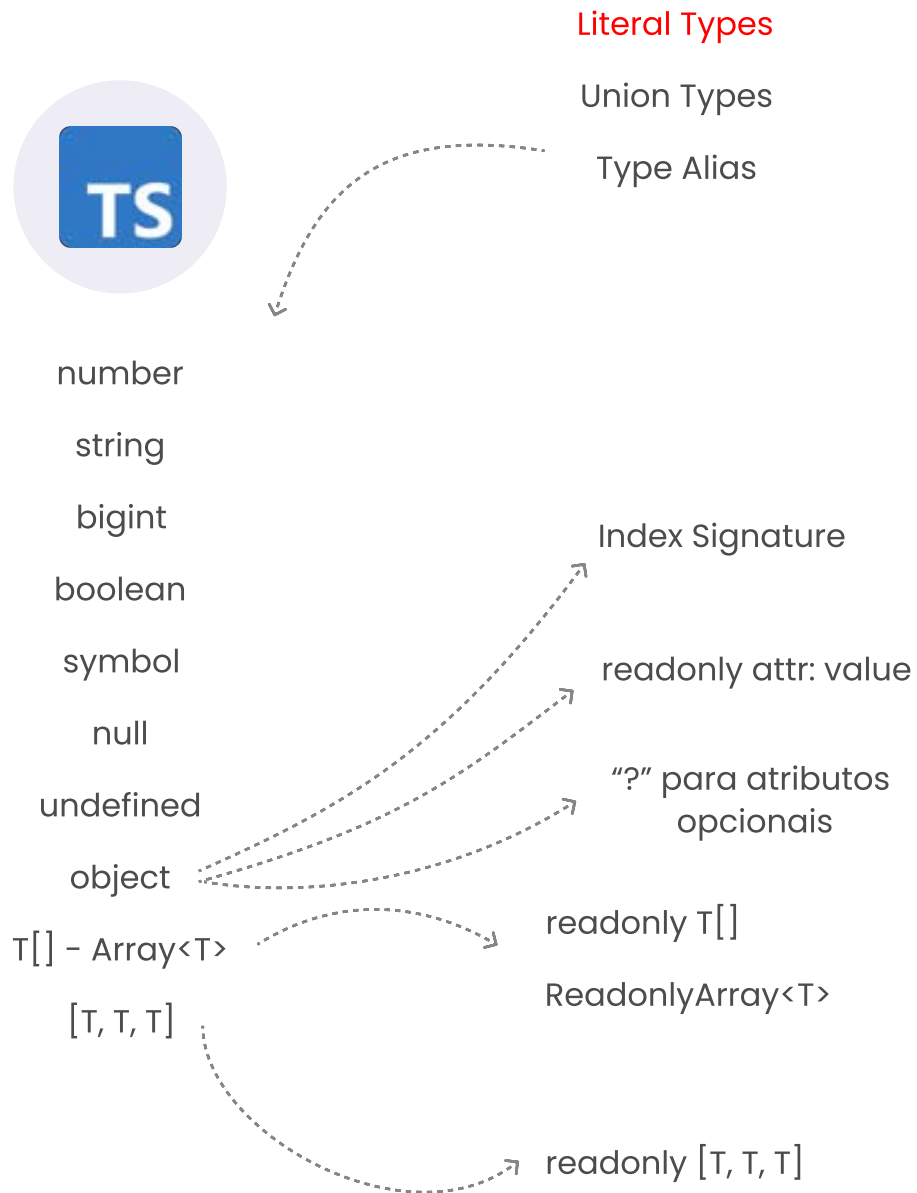 Literal Types
Union Types
Type Alias
TS
number
string
bigint
boolean
symbol
null
undefined
object
T[] - Array<T>
[T, T, T]
Index Signature
readonly attr: value
“?” para atributos
opcionais
readonly T[]
ReadonlyArray<T>
readonly [T, T, T]